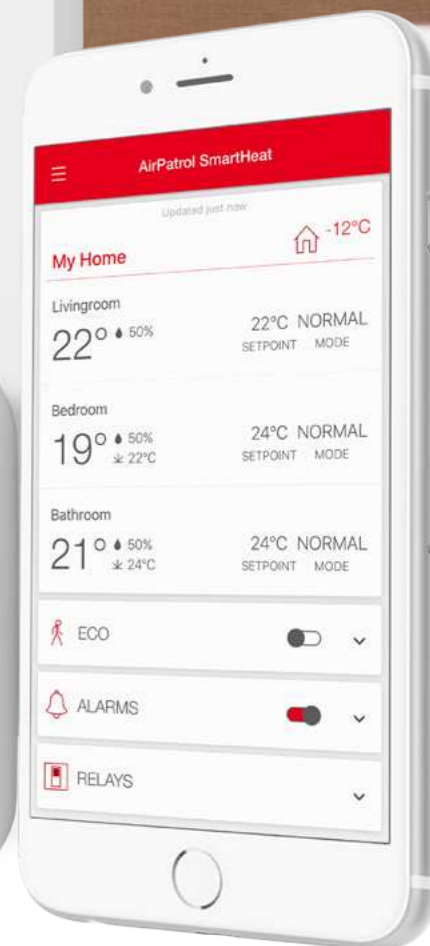 AirPatrol SmartHeat
Updated just now
My Home
-12°C
Livingroom
22° 50%
22°C NORMAL
SETPOINT MODE
Bedroom
19° 50%
22°C
24°C NORMAL
SETPOINT MODE
Bathroom
21° 50%
24°C
24°C NORMAL
SETPOINT MODE
ECO
ALARMS
RELAYS